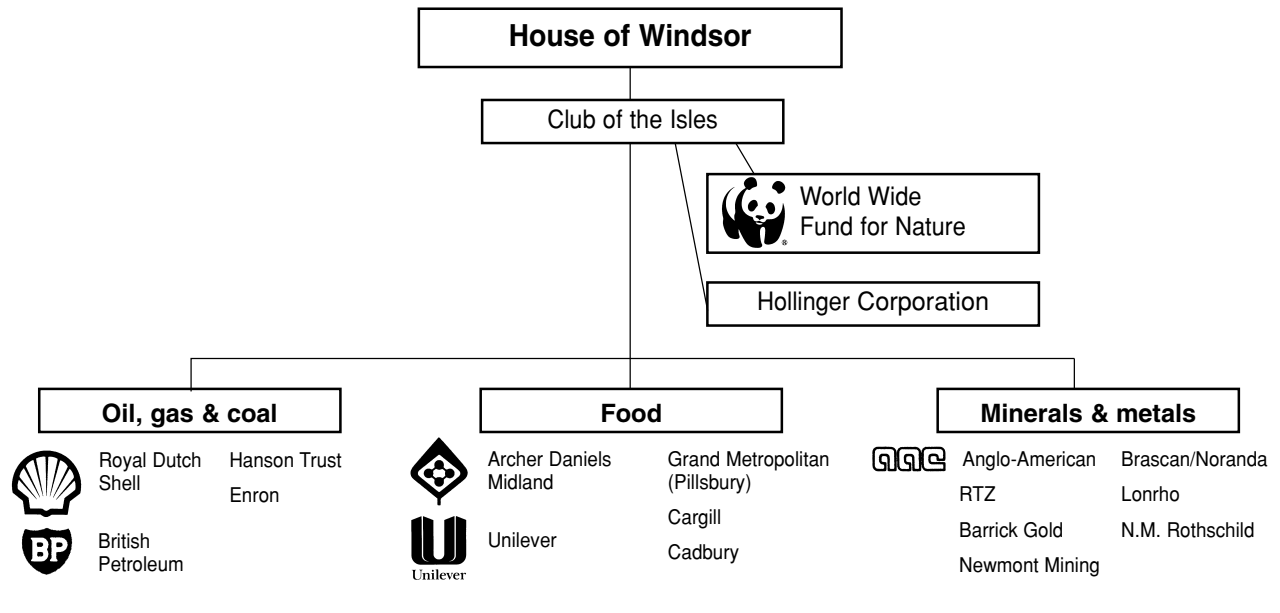 House of Windsor
Club of the Isles
World Wide
Fund for Nature
®
Hollinger Corporation
Oil, gas & coal
Royal Dutch
Shell
Hanson Trust
Enron
BP
British
Petroleum
Food
Archer Daniels
Midland
Unilever
Unilever
Grand Metropolitan
(Pillsbury)
Cargill
Cadbury
Minerals & metals
aac
Anglo-American
RTZ
Barrick Gold
Newmont Mining
Brascan/Noranda
Lonrho
N.M. Rothschild